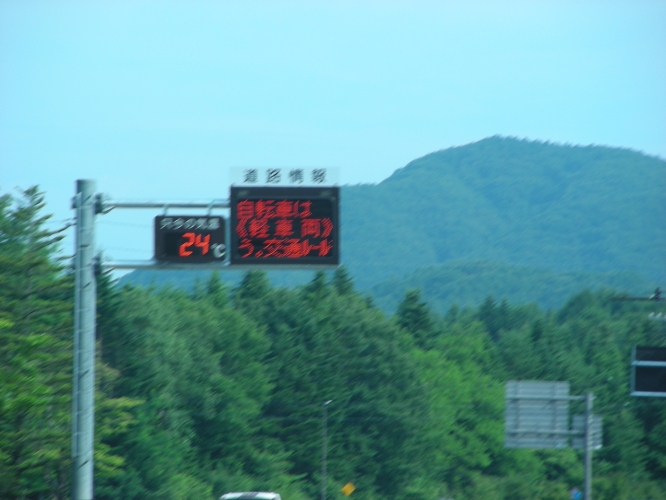 道路情報
現在の気温
24℃
自転車は
《軽車両》
う。交通ルール